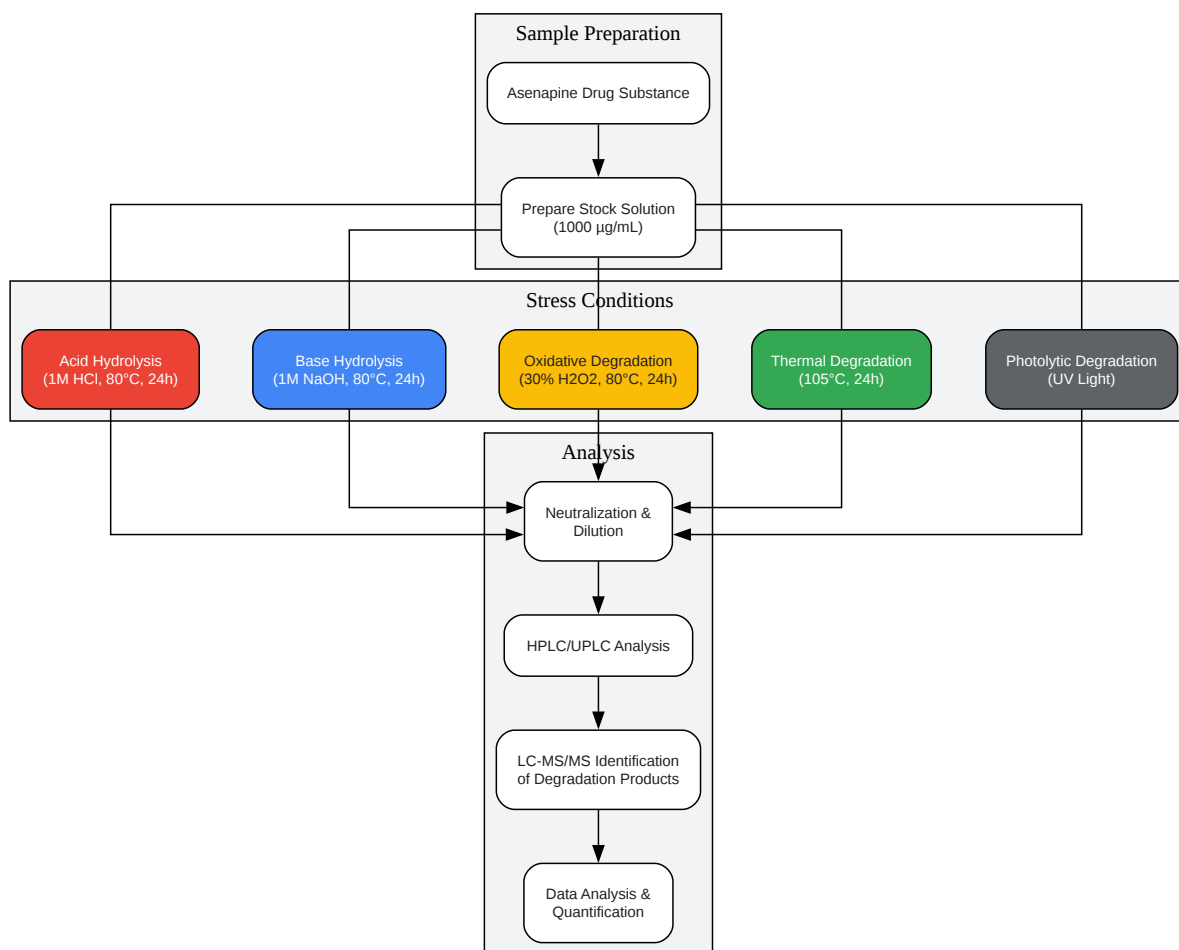 Sample Preparation
Asenapine Drug Substance
Prepare Stock Solution
(1000 µg/mL)
Stress Conditions
Acid Hydrolysis
(1M HCl, 80°C, 24h)
Base Hydrolysis
(1M NaOH, 80°C, 24h)
Oxidative Degradation
(30% H2O2, 80°C, 24h)
Thermal Degradation
(105°C, 24h)
Photolytic Degradation
(UV Light)
Analysis
Neutralization &
Dilution
HPLC/UPLC Analysis
LC-MS/MS Identification
of Degradation Products
Data Analysis &
Quantification